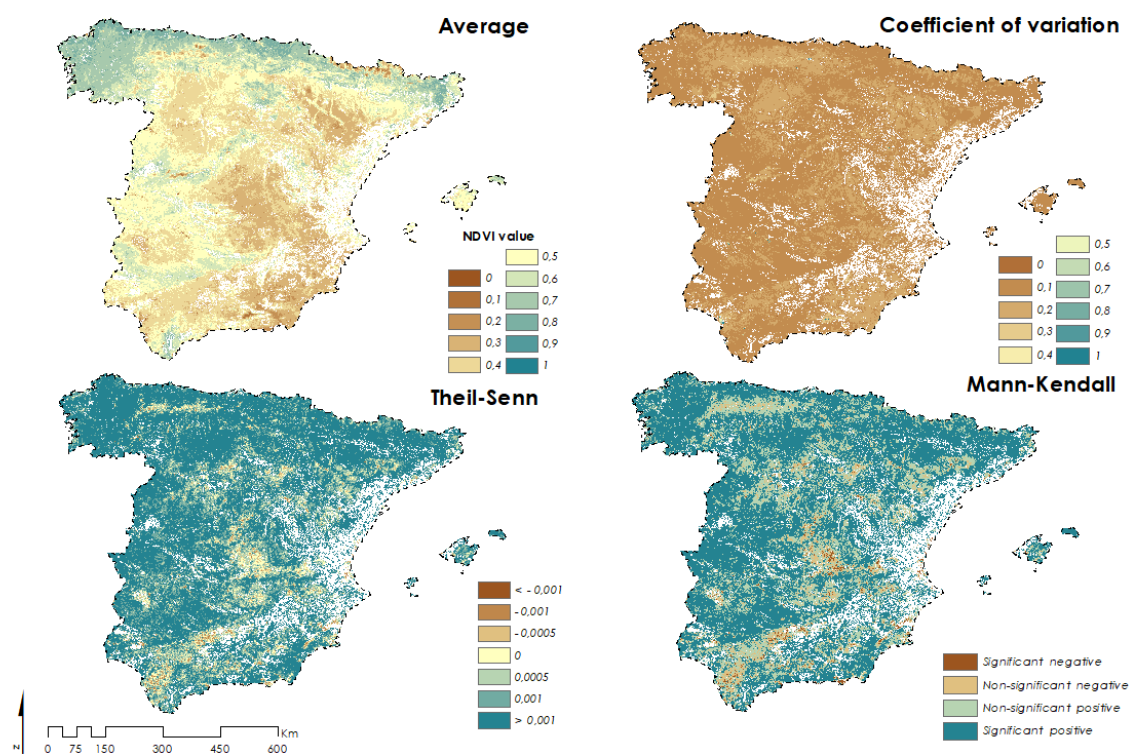 Average
NDVI value
0
0,1
0,2
0,3
0,4
0,5
0,6
0,7
0,8
0,9
1
Coefficient of variation
0
0,1
0,2
0,3
0,4
0,5
0,6
0,7
0,8
0,9
1
Theil-Senn
< - 0,001
- 0,001
- 0,0005
0
0,0005
0,001
> 0,001
Mann-Kendall
Significant negative
Non-significant negative
Non-significant positive
Significant positive
N
Km
0 75 150 300 450 600